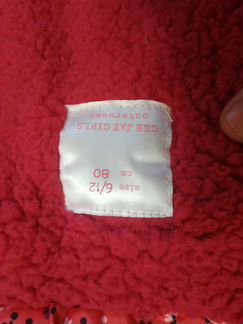 GEE JAY GIRLS
outerwear
size 6/12
cm 80